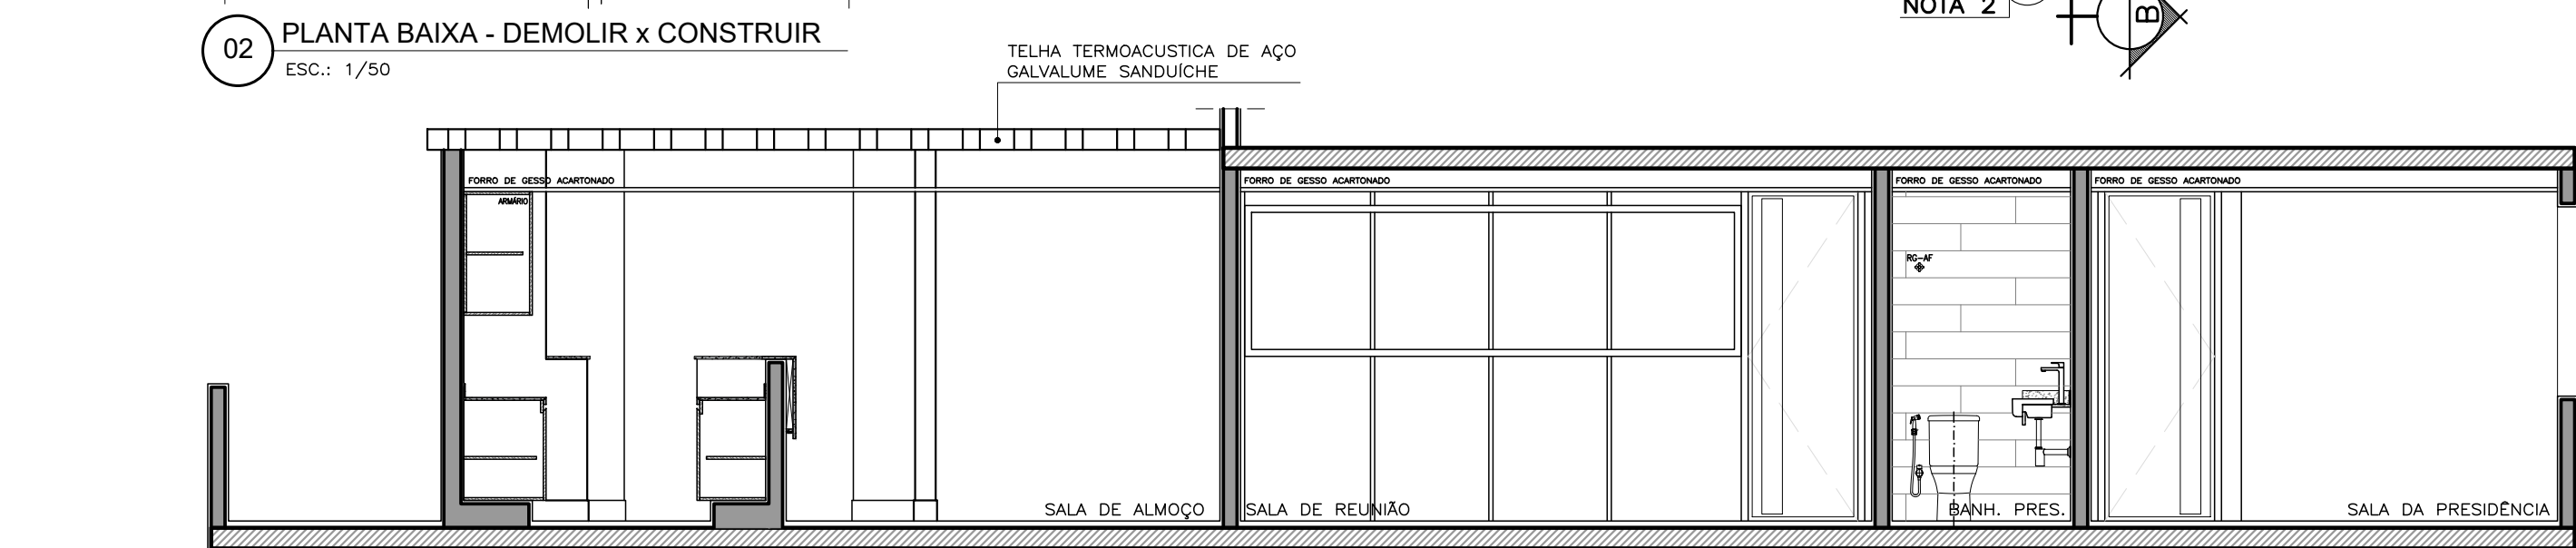 NOTA 2
B
02
PLANTA BAIXA - DEMOLIR x CONSTRUIR
ESC.: 1/50
TELHA TERMOACUSTICA DE AÇO
GALVALUME SANDUÍCHE
FORRO DE GESSO ACARTONADO
FORRO DE GESSO ACARTONADO
FORRO DE GESSO ACARTONADO
FORRO DE GESSO ACARTONADO
ARMÁRIO
RG-AF
SALA DE ALMOÇO
SALA DE REUNIÃO
BANH. PRES.
SALA DA PRESIDÊNCIA